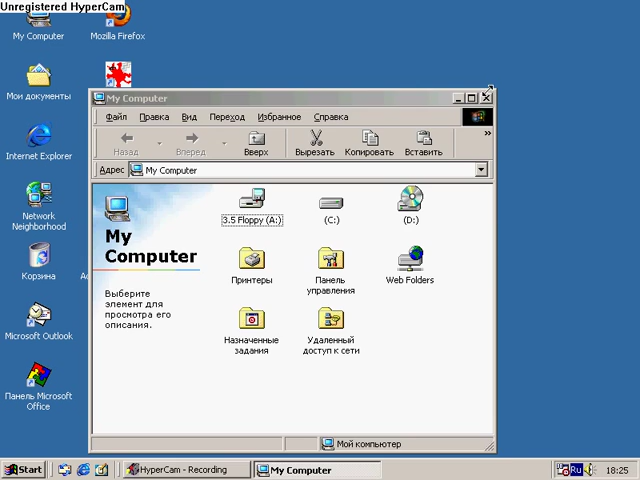 Unregistered HyperCam
My Computer
Mozilla Firefox
Мои документы
Internet Explorer
Network
Neighborhood
Корзина
Microsoft Outlook
Панель Microsoft
Office
My Computer
Файл Правка Вид Переход Избранное Справка
Назад Вперед Вверх Вырезать Копировать Вставить »
Адрес My Computer
My
Computer
Выберите
элемент для
просмотра его
описания.
3.5 Floppy (A:) (C:) (D:)
Принтеры Панель
управления Web Folders
Назначенные
задания
Удаленный
доступ к сети
Мой компьютер
Start HyperCam - Recording My Computer Ru 18:25